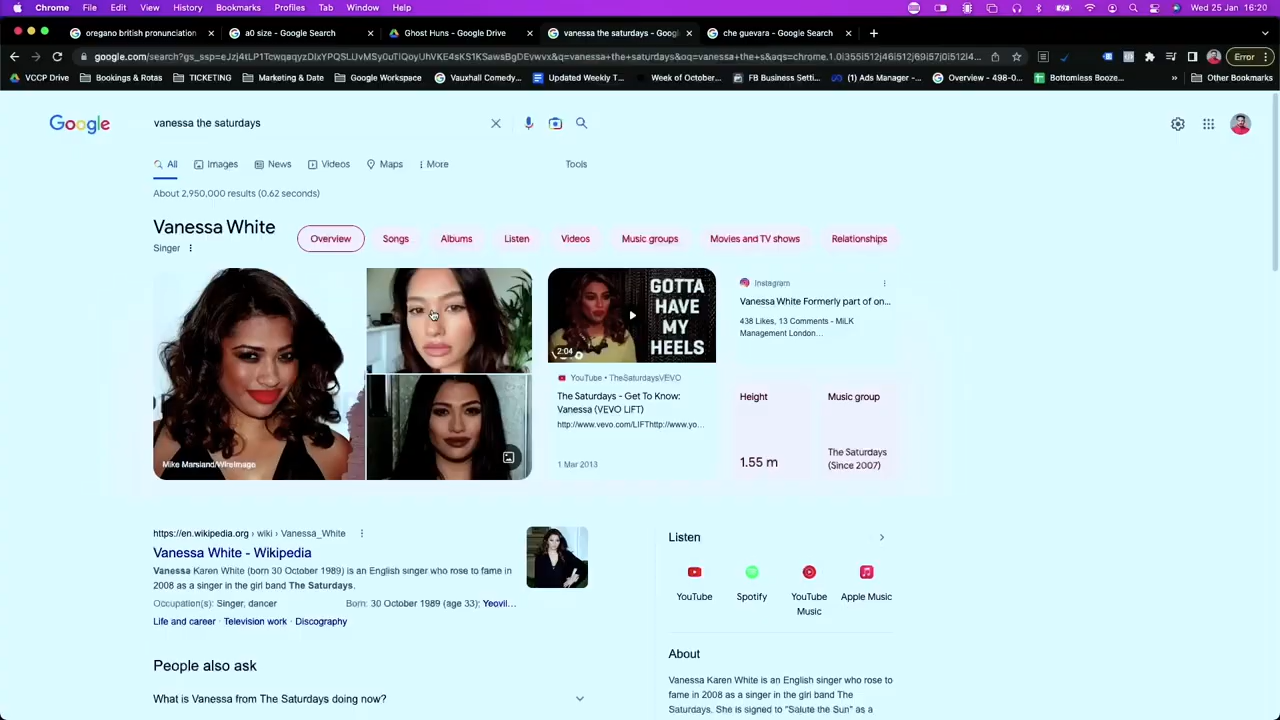 Chrome File Edit View History Bookmarks Profiles Tab Window Help
Wed 25 Jan 16:20
oregano british pronunciation
a0 size - Google Search
Ghost Huns - Google Drive
vanessa the saturdays - Goog
che guevara - Google Search
google.com/search?
Error
VCCP Drive
Bookings & Rotas
TICKETING
Marketing & Date
Google Workspace
Vauxhall Comedy...
Updated Weekly T...
Week of October...
FB Business Setti...
(1) Ads Manager -...
Overview - 498-0...
Bottomless Booze...
Other Bookmarks
Google
vanessa the saturdays
All
Images
News
Videos
Maps
More
Tools
About 2,950,000 results (0.62 seconds)
Vanessa White
Singer
Overview
Songs
Albums
Listen
Videos
Music groups
Movies and TV shows
Relationships
Mike Marsland/WireImage
GOTTA
HAVE
MY
HEELS
2:04
YouTube • TheSaturdaysVEVO
The Saturdays - Get To Know:
Vanessa (VEVO LIFT)
http://www.vevo.com/LIFThttp://www.yo...
1 Mar 2013
Instagram
Vanessa White Formerly part of on...
438 Likes, 13 Comments - MiLK
Management London...
Height
1.55 m
Music group
The Saturdays
(Since 2007)
https://en.wikipedia.org › wiki › Vanessa_White
Vanessa White - Wikipedia
Vanessa Karen White (born 30 October 1989) is an English singer who rose to fame in
2008 as a singer in the girl band The Saturdays.
Occupation(s): Singer, dancer
Born: 30 October 1989 (age 33); Yeovil...
Life and career · Television work · Discography
People also ask
What is Vanessa from The Saturdays doing now?
Listen
YouTube
Spotify
YouTube
Music
Apple Music
About
Vanessa Karen White is an English singer who rose to
fame in 2008 as a singer in the girl band The
Saturdays. She is signed to "Salute the Sun" as a